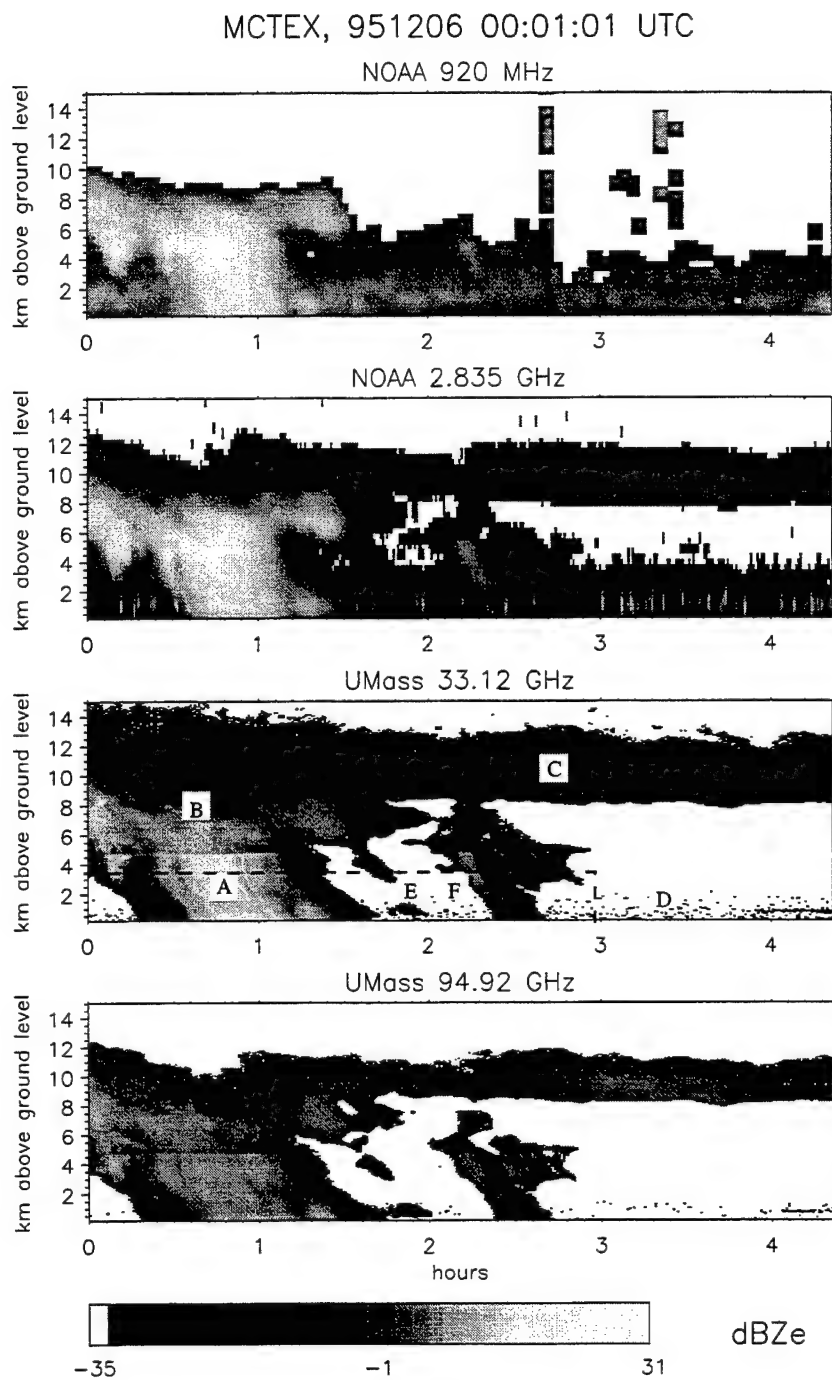 MCTEX, 951206 00:01:01 UTC
NOAA 920 MHz
km above ground level
14
12
10
8
6
4
2
0 1 2 3 4
NOAA 2.835 GHz
km above ground level
14
12
10
8
6
4
2
0 1 2 3 4
UMass 33.12 GHz
km above ground level
14
12
10
8
6
4
2
C
B
A
E F L D
0 1 2 3 4
UMass 94.92 GHz
km above ground level
14
12
10
8
6
4
2
0 1 2 3 4
hours
dBZe
-35 -1 31